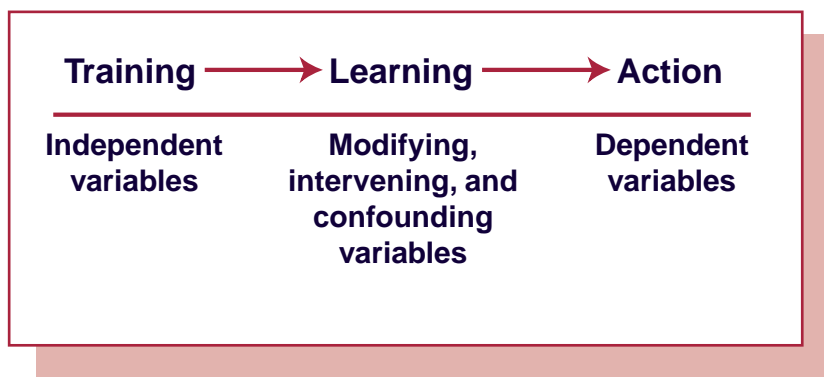 Training Learning Action
Independent
variables
Modifying,
intervening, and
confounding
variables
Dependent
variables